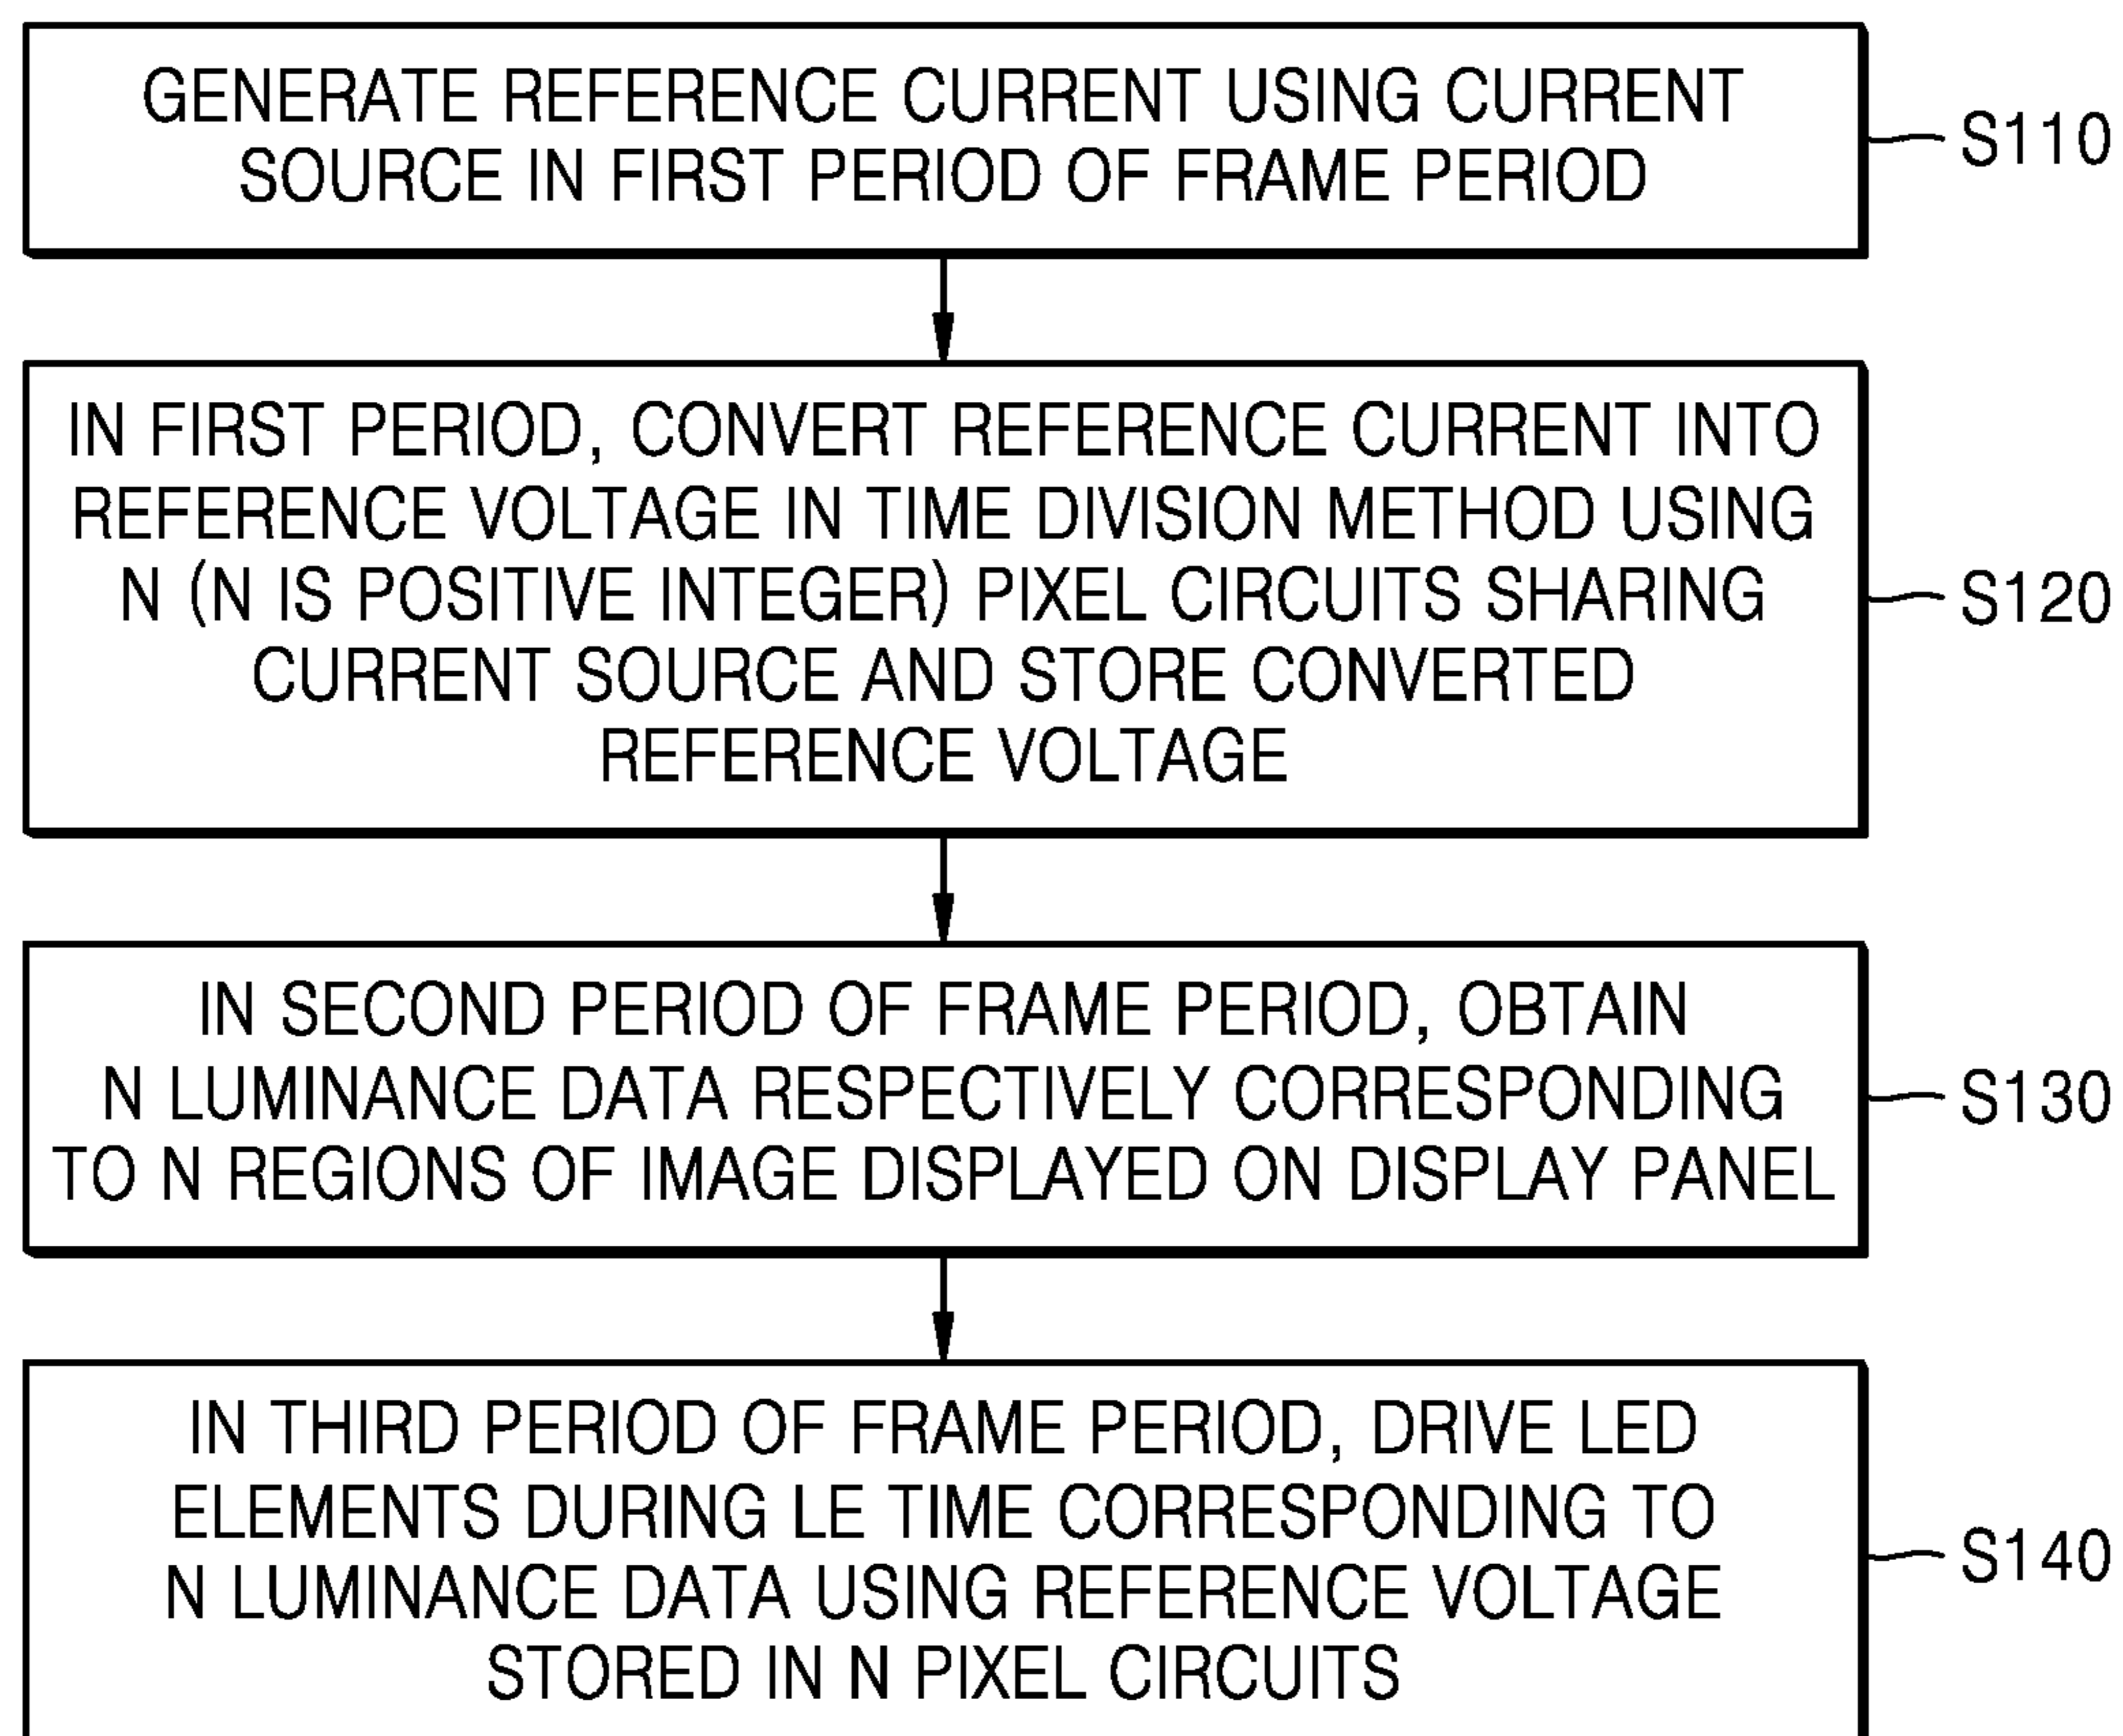 GENERATE REFERENCE CURRENT USING CURRENT
SOURCE IN FIRST PERIOD OF FRAME PERIOD
S110
IN FIRST PERIOD, CONVERT REFERENCE CURRENT INTO
REFERENCE VOLTAGE IN TIME DIVISION METHOD USING
N (N IS POSITIVE INTEGER) PIXEL CIRCUITS SHARING
CURRENT SOURCE AND STORE CONVERTED
REFERENCE VOLTAGE
S120
IN SECOND PERIOD OF FRAME PERIOD, OBTAIN
N LUMINANCE DATA RESPECTIVELY CORRESPONDING
TO N REGIONS OF IMAGE DISPLAYED ON DISPLAY PANEL
S130
IN THIRD PERIOD OF FRAME PERIOD, DRIVE LED
ELEMENTS DURING LE TIME CORRESPONDING TO
N LUMINANCE DATA USING REFERENCE VOLTAGE
STORED IN N PIXEL CIRCUITS
S140